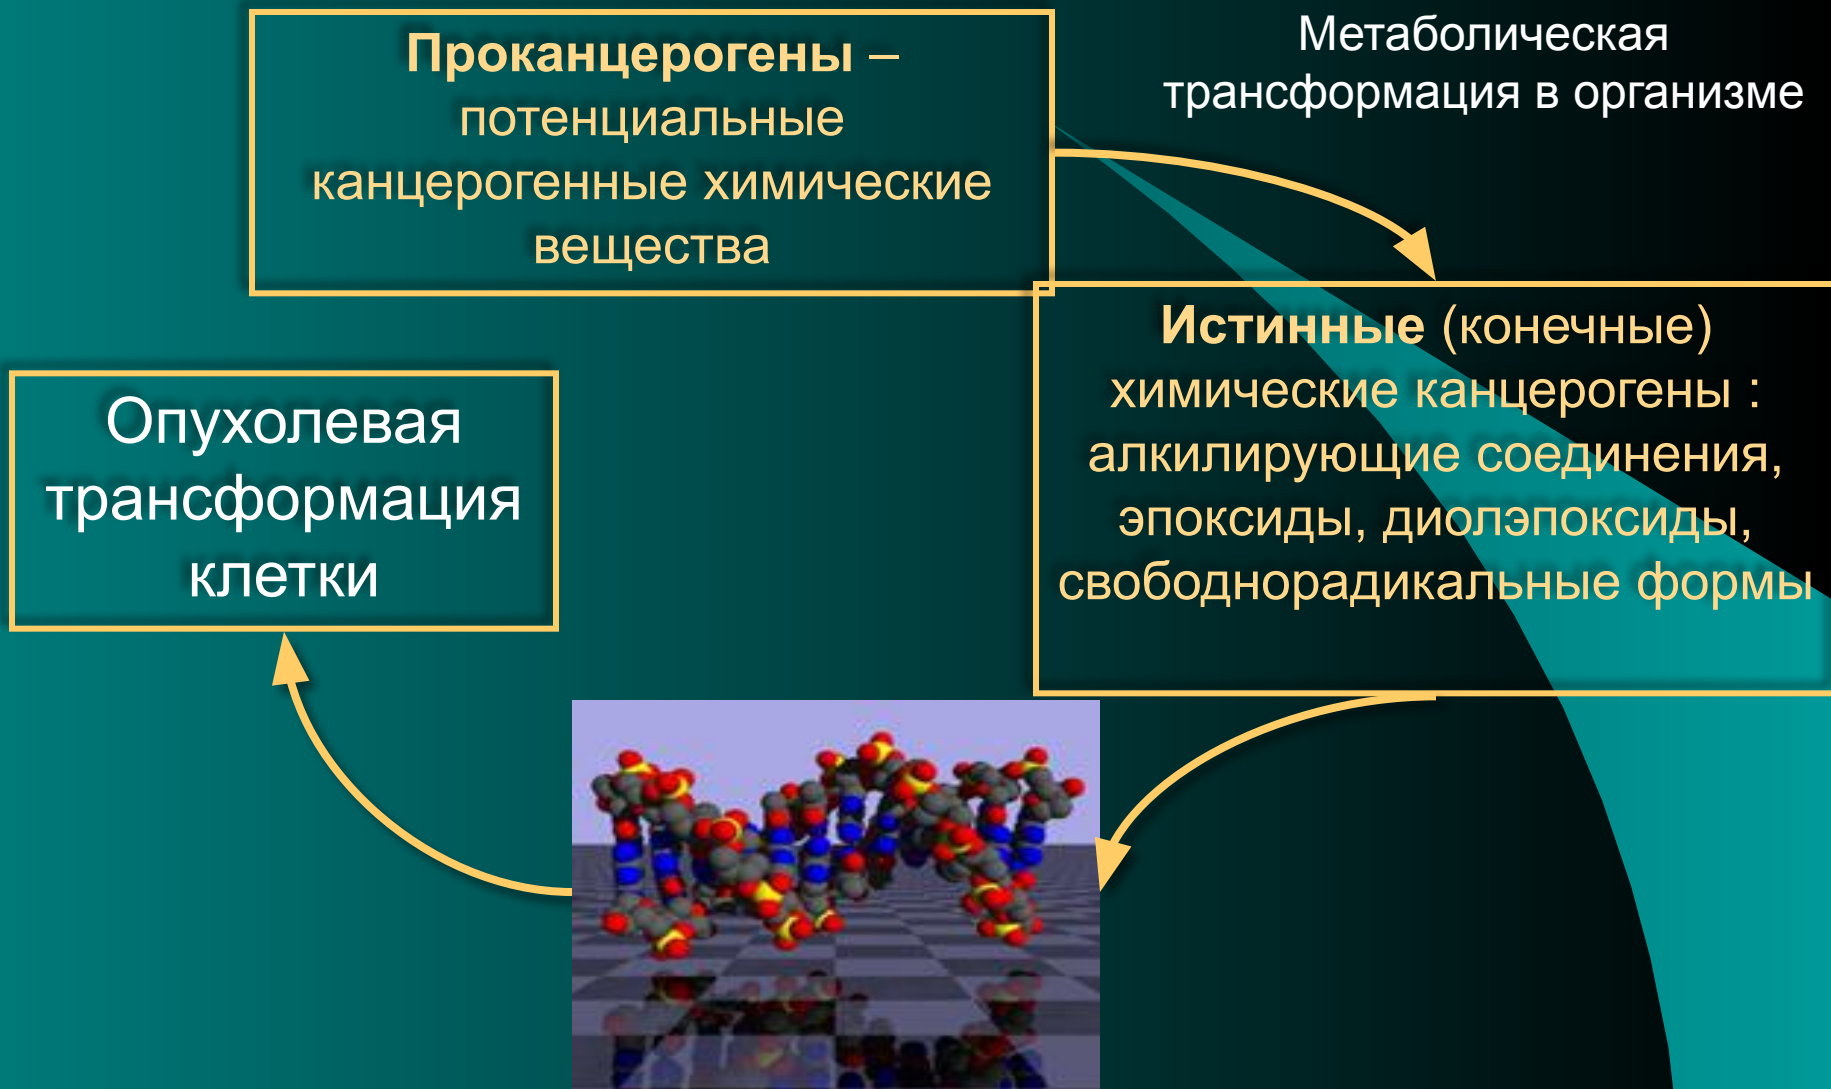 Проканцерогены –
потенциальные
канцерогенные химические
вещества
Метаболическая
трансформация в организме
Истинные (конечные)
химические канцерогены :
алкилирующие соединения,
эпоксиды, диолэпоксиды,
свободнорадикальные формы
Опухолевая
трансформация
клетки